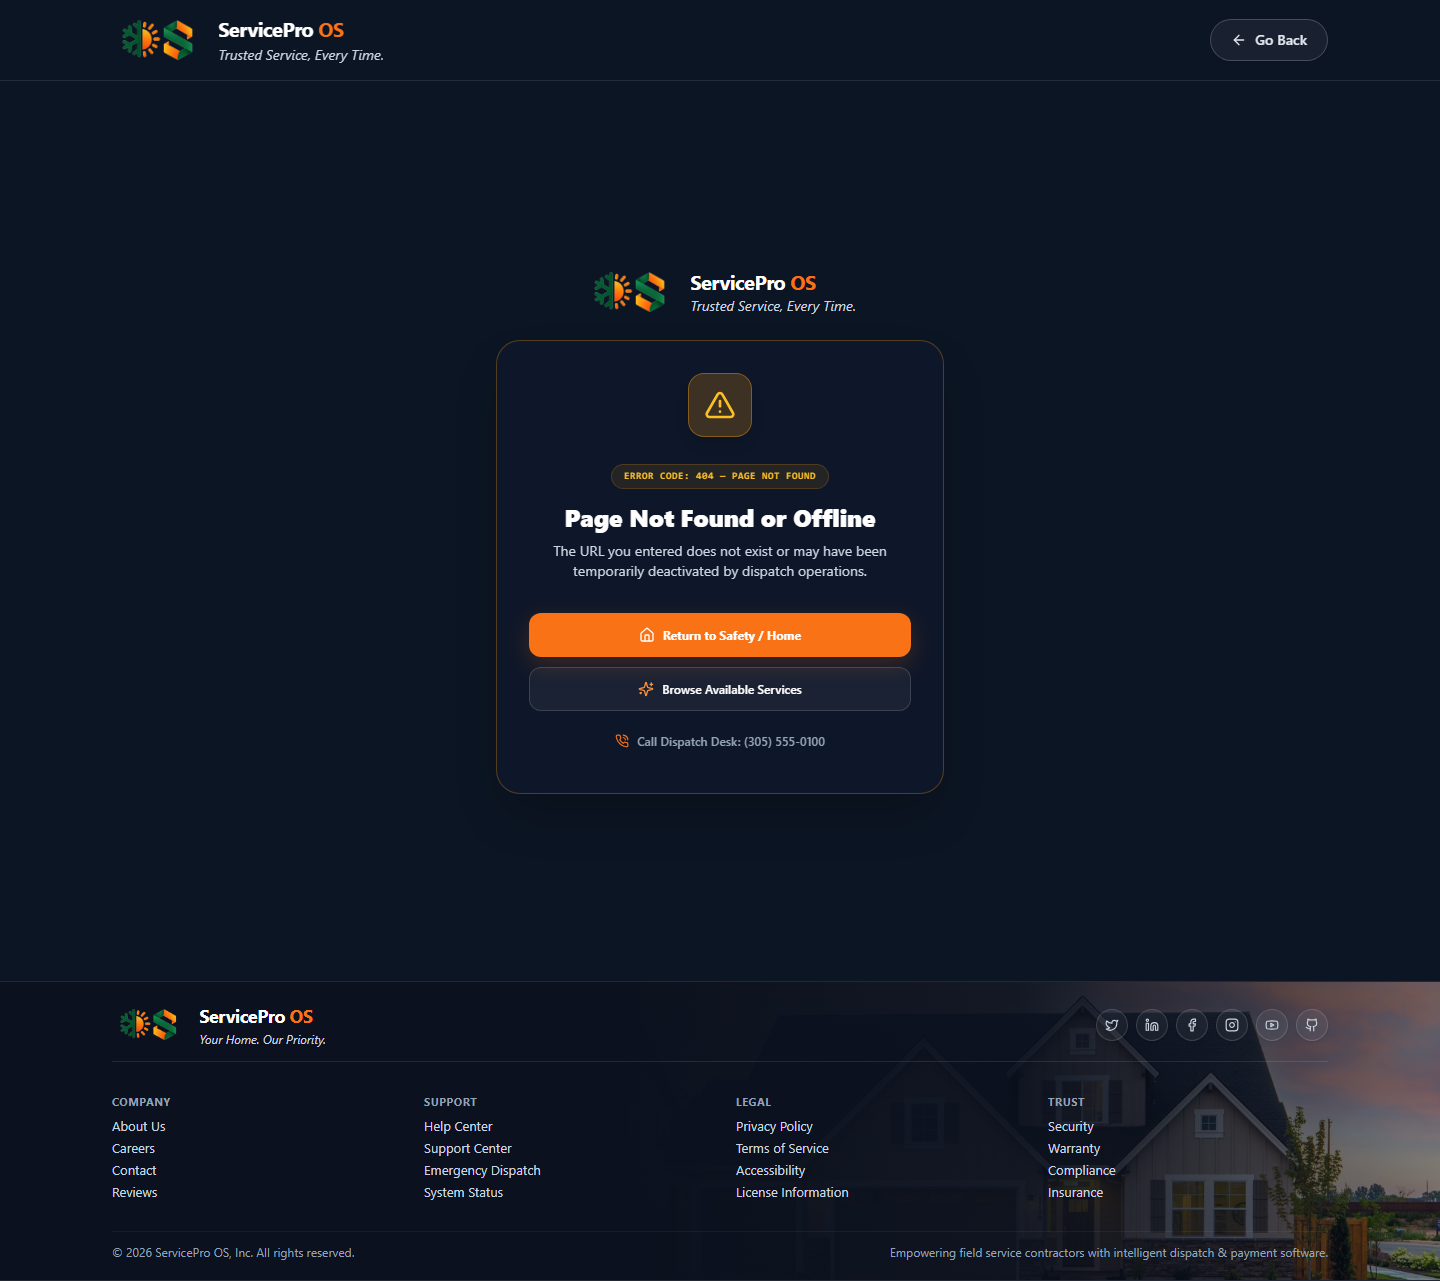 ServicePro OS
Trusted Service, Every Time.
Go Back
ServicePro OS
Trusted Service, Every Time.
ERROR CODE: 404 — PAGE NOT FOUND
Page Not Found or Offline
The URL you entered does not exist or may have been
temporarily deactivated by dispatch operations.
Return to Safety / Home
Browse Available Services
Call Dispatch Desk: (305) 555-0100
ServicePro OS
Your Home. Our Priority.
COMPANY
About Us
Careers
Contact
Reviews
SUPPORT
Help Center
Support Center
Emergency Dispatch
System Status
LEGAL
Privacy Policy
Terms of Service
Accessibility
License Information
TRUST
Security
Warranty
Compliance
Insurance
© 2026 ServicePro OS, Inc. All rights reserved.
Empowering field service contractors with intelligent dispatch & payment software.